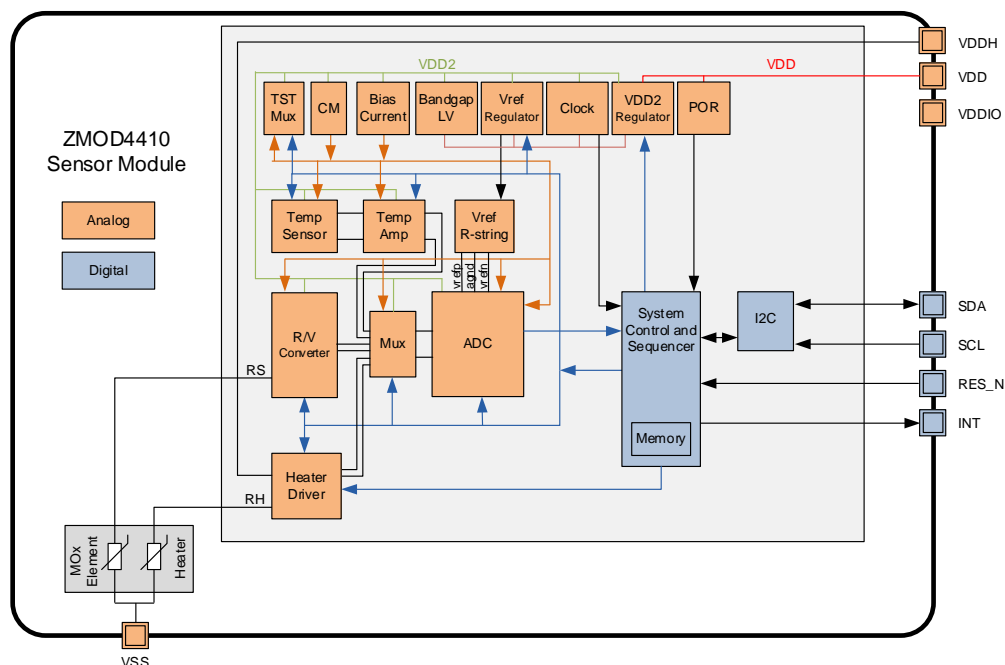 ZMOD4410
Sensor Module
Analog
Digital
VDD2
VDD
TST
Mux
CM
Bias
Current
Bandgap
LV
Vref
Regulator
Clock
VDD2
Regulator
POR
Temp
Sensor
Temp
Amp
Vref
R-string
vrefp
agnd
vrefn
R/V
Converter
Mux
ADC
System
Control and
Sequencer
Memory
I2C
Heater
Driver
RS
RH
MOx
Element
Heater
VSS
VDDH
VDD
VDDIO
SDA
SCL
RES_N
INT